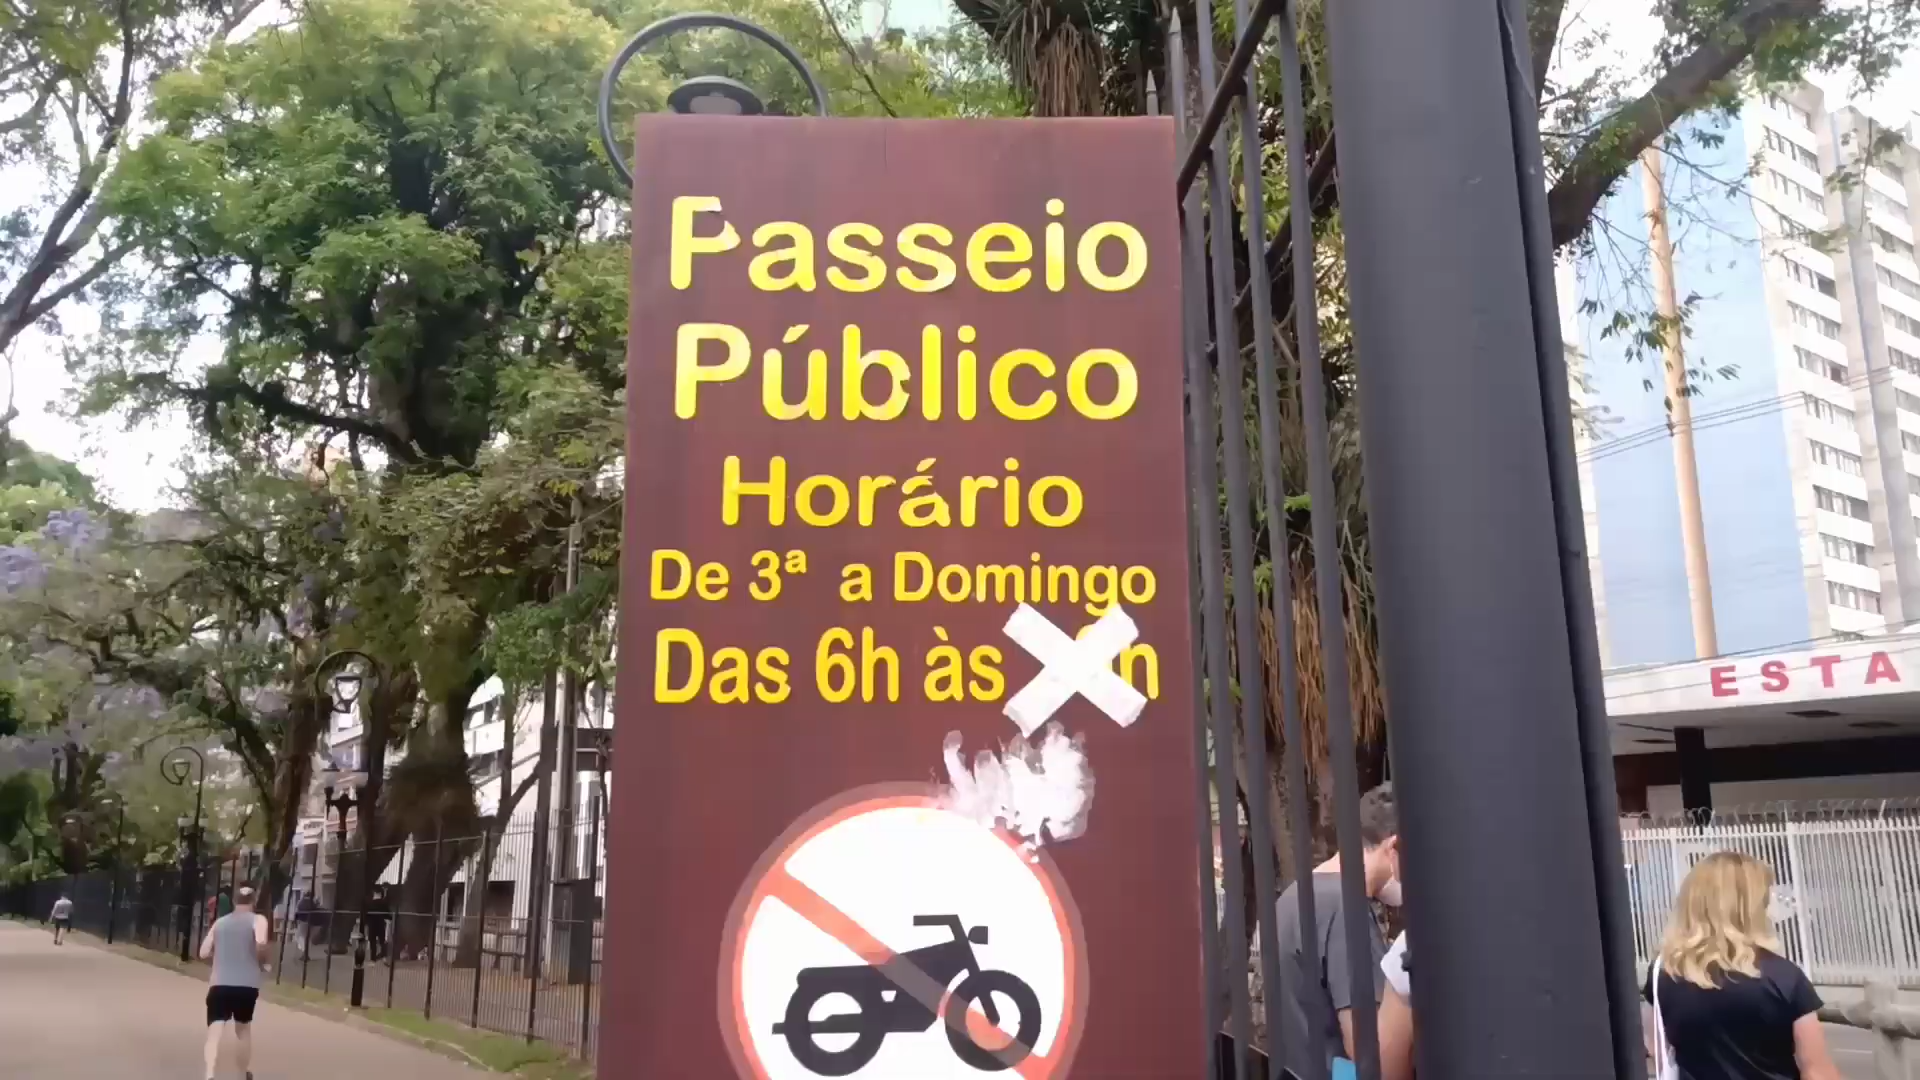 Passeio
Público
Horário
De 3ª a Domingo
Das 6h às
ESTA